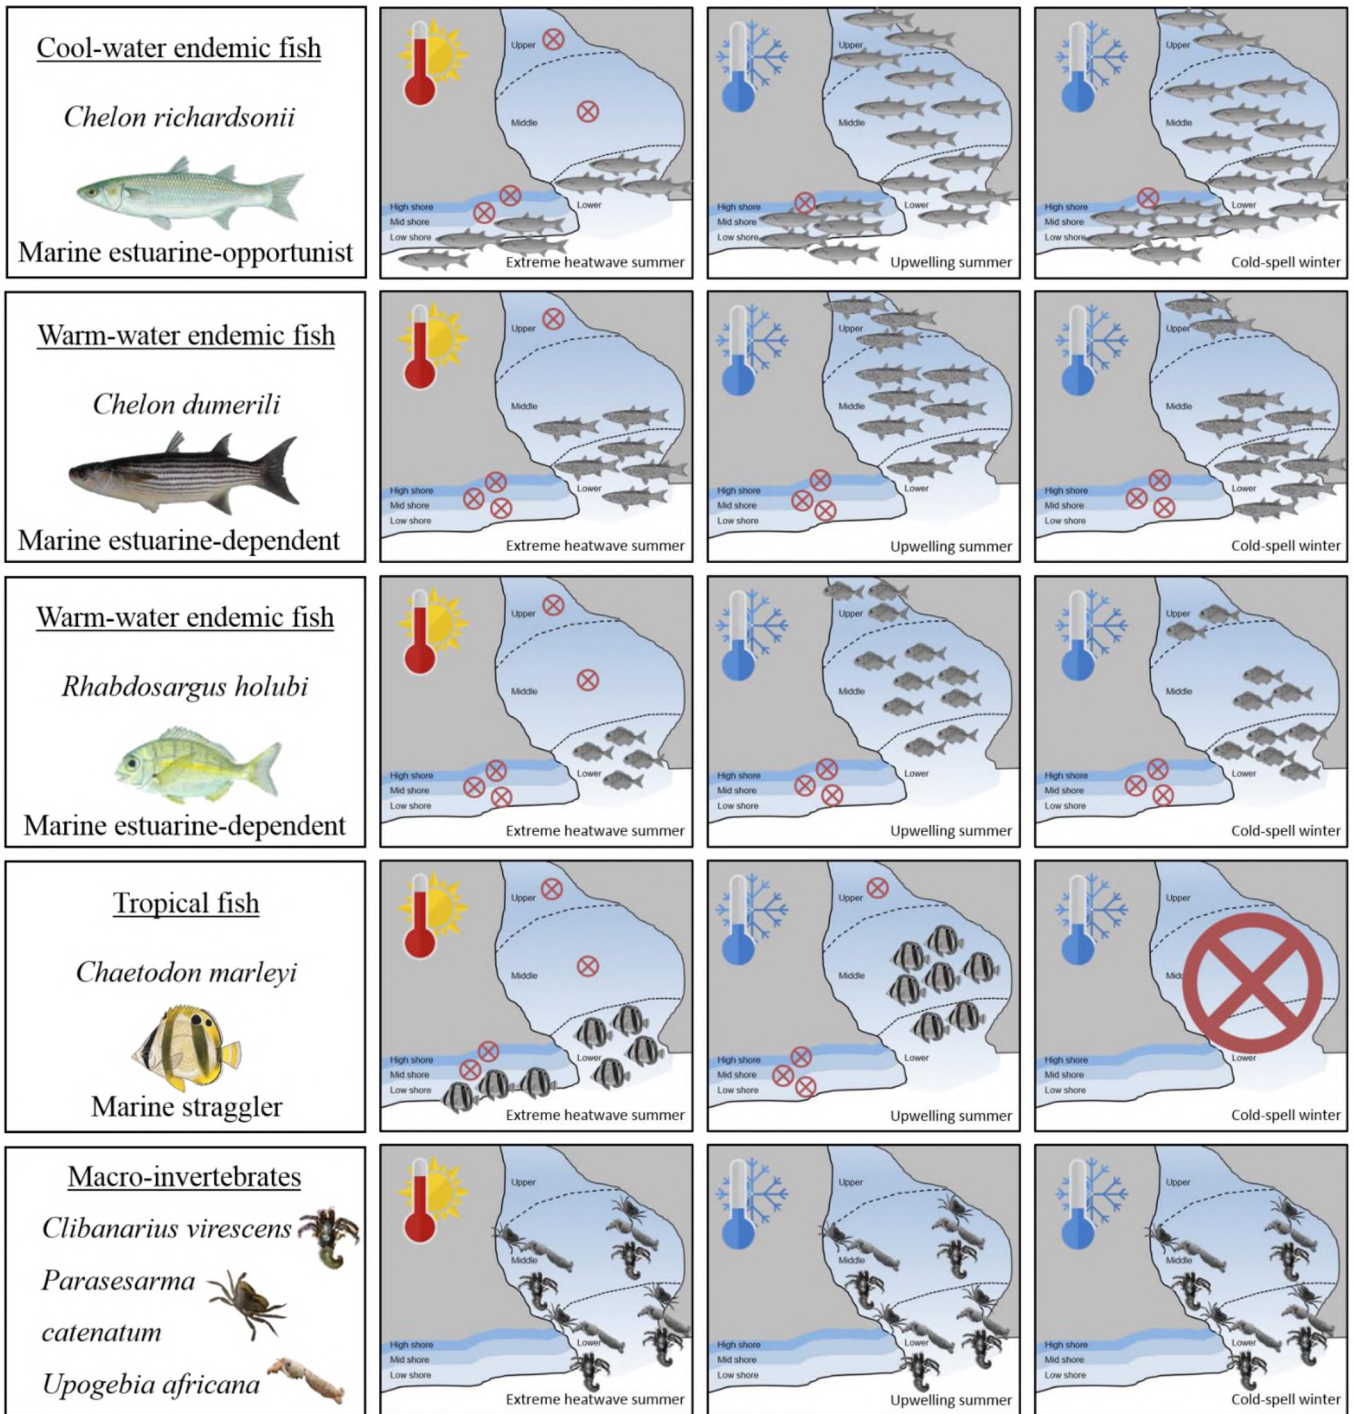 Cool-water endemic fish
Chelon richardsonii
Marine estuarine-opportunist
Upper
Middle
Lower
High shore
Mid shore
Low shore
Extreme heatwave summer
Upper
Middle
Lower
High shore
Mid shore
Low shore
Upwelling summer
Upper
Middle
Lower
High shore
Mid shore
Low shore
Cold-spell winter
Warm-water endemic fish
Chelon dumerili
Marine estuarine-dependent
Upper
Middle
Lower
High shore
Mid shore
Low shore
Extreme heatwave summer
Upper
Middle
Lower
High shore
Mid shore
Low shore
Upwelling summer
Upper
Middle
Lower
High shore
Mid shore
Low shore
Cold-spell winter
Warm-water endemic fish
Rhabdosargus holubi
Marine estuarine-dependent
Upper
Middle
Lower
High shore
Mid shore
Low shore
Extreme heatwave summer
Upper
Middle
Lower
High shore
Mid shore
Low shore
Upwelling summer
Upper
Middle
Lower
High shore
Mid shore
Low shore
Cold-spell winter
Tropical fish
Chaetodon marleyi
Marine straggler
Upper
Middle
Lower
High shore
Mid shore
Low shore
Extreme heatwave summer
Upper
Middle
Lower
High shore
Mid shore
Low shore
Upwelling summer
Upper
Lower
High shore
Mid shore
Low shore
Cold-spell winter
Macro-invertebrates
Clibanarius virescens
Parasesarma
catenatum
Upogebia africana
Upper
Middle
Lower
High shore
Mid shore
Low shore
Extreme heatwave summer
Upper
Middle
Lower
High shore
Mid shore
Low shore
Upwelling summer
Upper
Middle
Lower
High shore
Mid shore
Low shore
Cold-spell winter